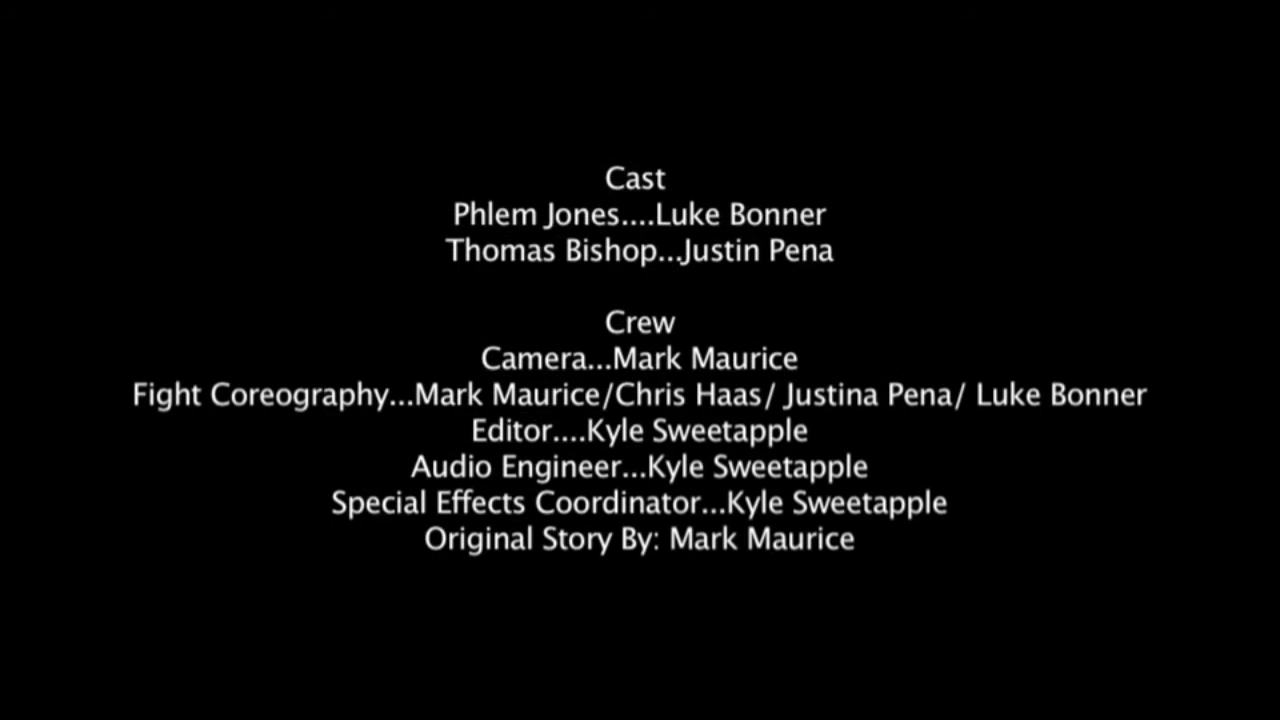 Cast
Phlem Jones....Luke Bonner
Thomas Bishop...Justin Pena
Crew
Camera...Mark Maurice
Fight Coreography...Mark Maurice/Chris Haas/ Justina Pena/ Luke Bonner
Editor....Kyle Sweetapple
Audio Engineer...Kyle Sweetapple
Special Effects Coordinator...Kyle Sweetapple
Original Story By: Mark Maurice